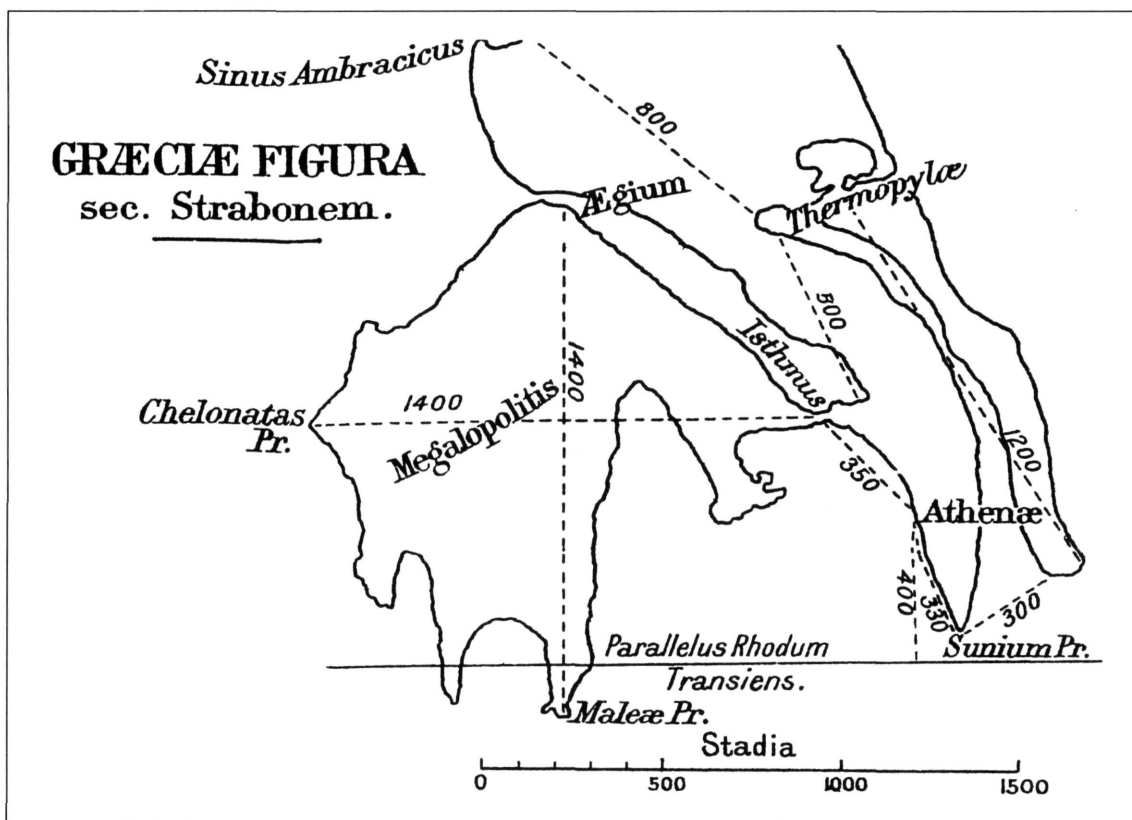 Sinus Ambracicus
GRÆCIÆ FIGURA
sec. Strabonem.
800
Ægium
Thermopylæ
500
Isthmus
1400
Chelonatas
Pr.
1400
Megalopolitis
1200
350
Athenæ
400
330
300
Parallelus Rhodum
Transiens.
Sunium Pr.
Maleæ Pr.
Stadia
0 500 1000 1500